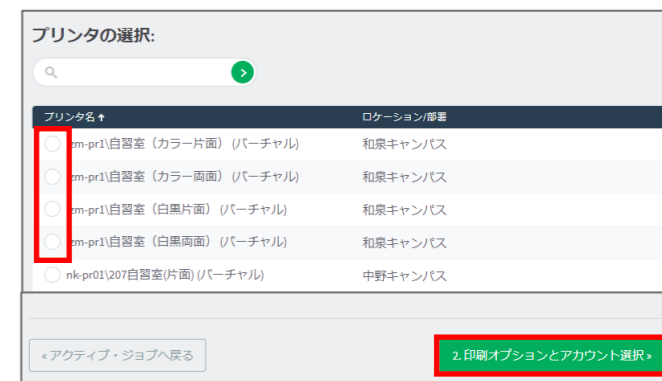 プリンタの選択:
プリンタ名↑ ロケーション/部署
zm-pr1\自習室（カラー片面）(バーチャル) 和泉キャンパス
zm-pr1\自習室（カラー両面）(バーチャル) 和泉キャンパス
zm-pr1\自習室（白黒片面）(バーチャル) 和泉キャンパス
zm-pr1\自習室（白黒両面）(バーチャル) 和泉キャンパス
nk-pr01\207自習室(片面) (バーチャル) 中野キャンパス
«アクティブ・ジョブへ戻る 2. 印刷オプションとアカウント選択»